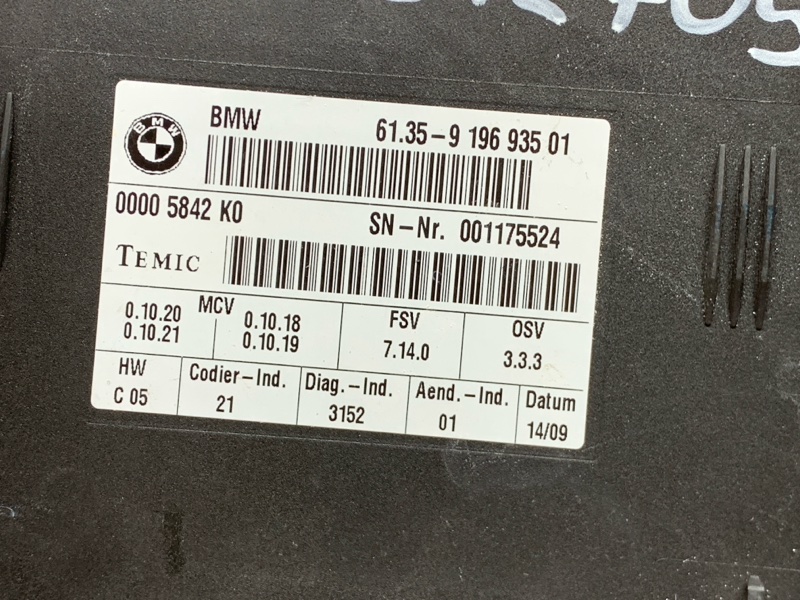 BMW
BMW 61.35-9 196 935 01
0000 5842 K0 SN-Nr. 001175524
TEMIC
MCV FSV OSV
0.10.20 0.10.18 7.14.0 3.3.3
0.10.21 0.10.19
HW Codier-Ind. Diag.-Ind. Aend.-Ind. Datum
C 05 21 3152 01 14/09